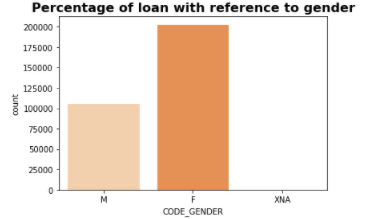 Percentage of loan with reference to gender
200000
175000
150000
125000
100000
75000
50000
25000
0
count
M F XNA
CODE_GENDER